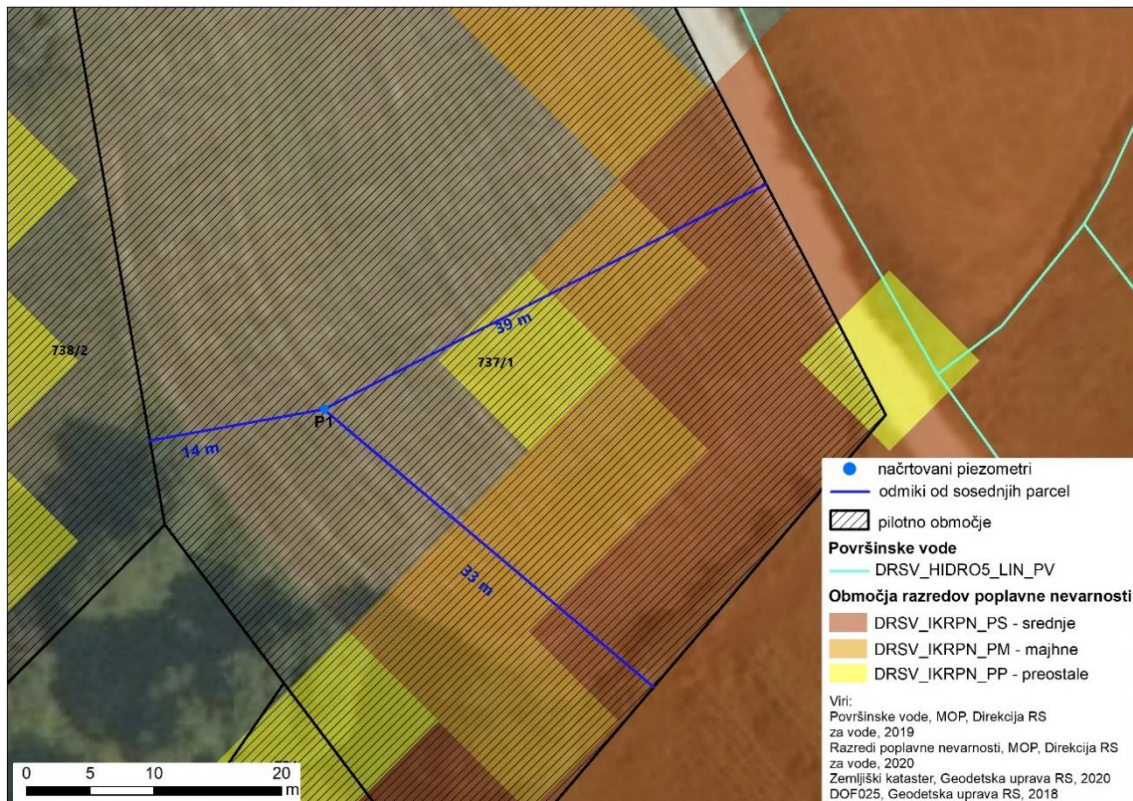 39 m
737/1
738/2
P1
14 m
33 m
načrtovani piezometri
odmiki od sosednjih parcel
pilotno območje
Površinske vode
DRSV_HIDRO5_LIN_PV
Območja razredov poplavne nevarnosti
DRSV_IKRPN_PS - srednje
DRSV_IKRPN_PM - majhne
DRSV_IKRPN_PP - preostale
Viri:
Površinske vode, MOP, Direkcija RS
za vode, 2019
Razredi poplavne nevarnosti, MOP, Direkcija RS
za vode, 2020
Zemljiški kataster, Geodetska uprava RS, 2020
DOF025, Geodetska uprava RS, 2018
0 5 10 20
m